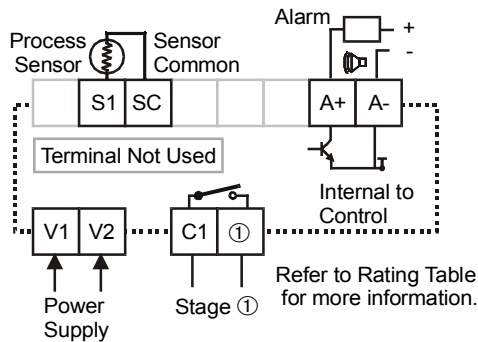 Alarm
+
-
Process
Sensor
Sensor
Common
S1 SC
A+ A-
Terminal Not Used
Internal to
Control
V1 V2
C1 ①
Power
Supply
Stage ①
Refer to Rating Table
for more information.